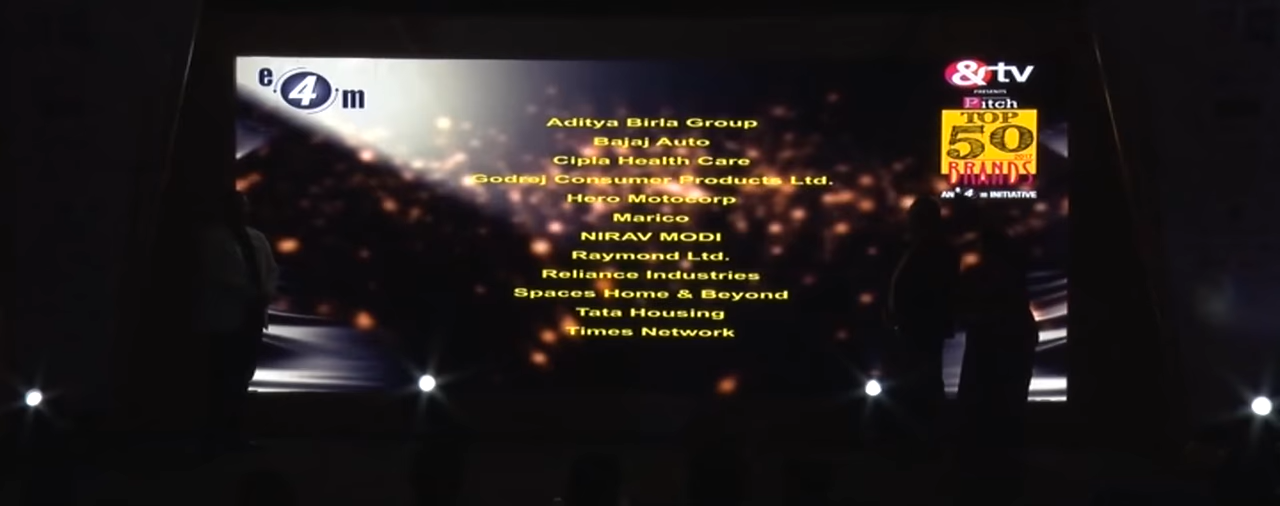 e4m
Aditya Birla Group
Bajaj Auto
Cipla Health Care
Godrej Consumer Products Ltd.
Hero Motocorp
Marico
NIRAV MODI
Raymond Ltd.
Reliance Industries
Spaces Home & Beyond
Tata Housing
Times Network
&tv
PRESENTS
Pitch
TOP
50
2017
BRANDS
AN e4m INITIATIVE